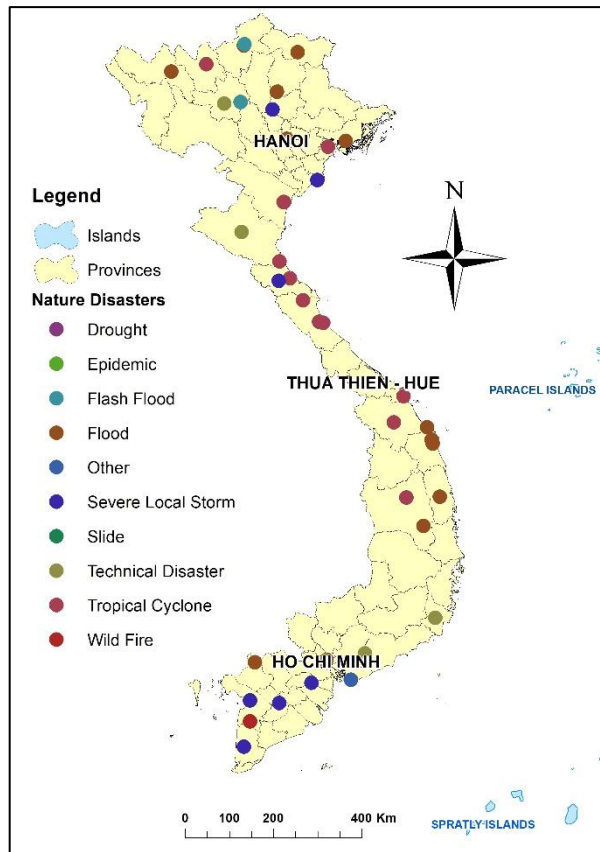 HANOI
Legend
Islands
Provinces
Nature Disasters
Drought
Epidemic
Flash Flood
Flood
Other
Severe Local Storm
Slide
Technical Disaster
Tropical Cyclone
Wild Fire
N
THUA THIEN - HUE
PARACEL ISLANDS
HO CHI MINH
0 100 200 400 Km
SPRATLY ISLANDS